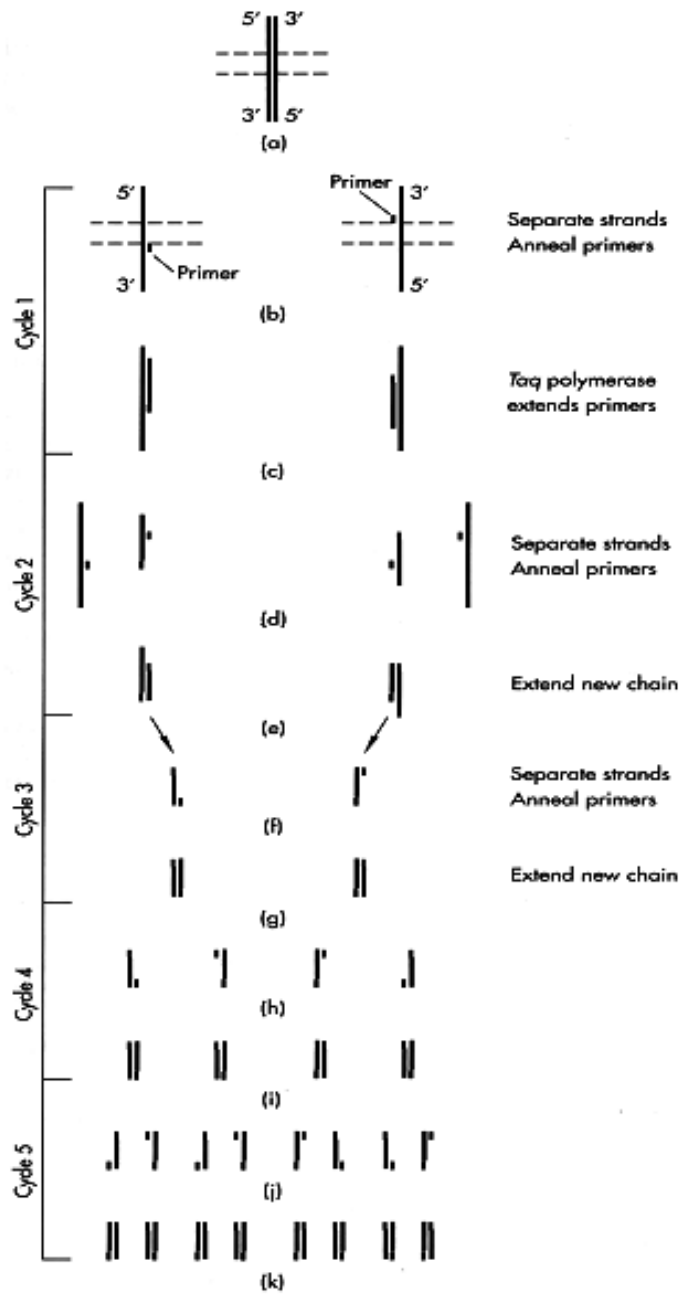 5′ 3′
3′ 5′
(a)
5′ Primer 3′
Separate strands
Anneal primers
Primer
3′ 5′
(b)
Cycle 1
Taq polymerase
extends primers
(c)
Cycle 2
Separate strands
Anneal primers
(d)
Extend new chain
(e)
Cycle 3
Separate strands
Anneal primers
(f)
Extend new chain
(g)
Cycle 4
(h)
(i)
Cycle 5
(j)
(k)